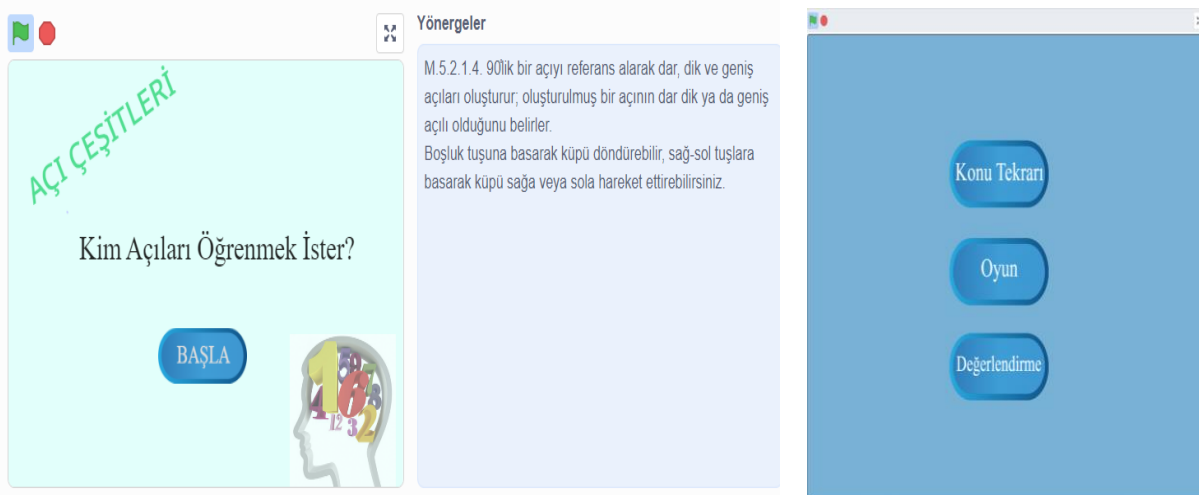 AÇI ÇEŞİTLERİ
Kim Açıları Öğrenmek İster?
BAŞLA
Yönergeler
M.5.2.1.4. 90'lik bir açıyı referans alarak dar, dik ve geniş
açıları oluşturur; oluşturulmuş bir açının dar dik ya da geniş
açılı olduğunu belirler.
Boşluk tuşuna basarak küpü döndürebilir, sağ-sol tuşlara
basarak küpü sağa veya sola hareket ettirebilirsiniz.
Konu Tekrarı
Oyun
Değerlendirme